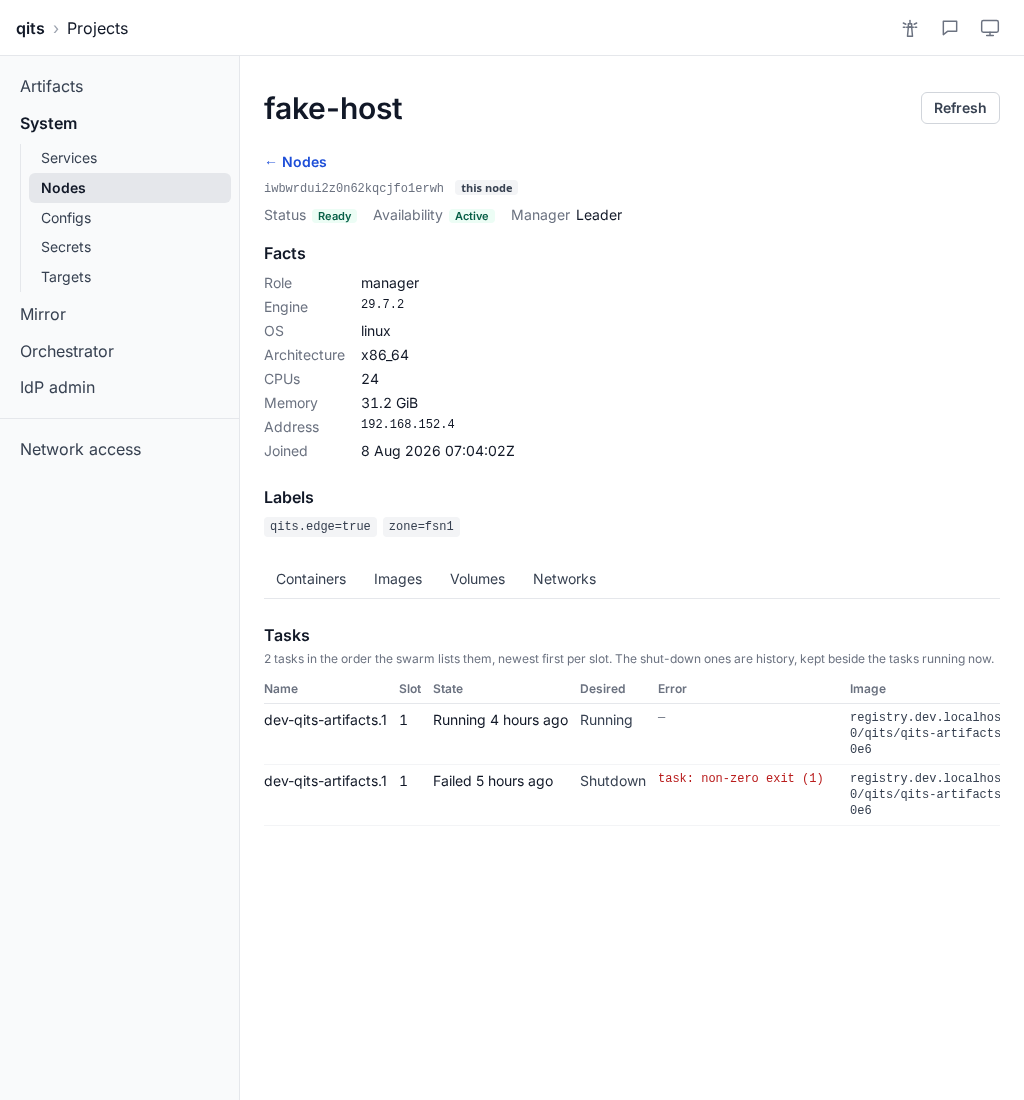 qits › Projects
Artifacts
System
Services
Nodes
Configs
Secrets
Targets
Mirror
Orchestrator
IdP admin
Network access
fake-host
Refresh
← Nodes
iwbwrdui2z0n62kqcjfo1erwh this node
Status Ready Availability Active Manager Leader
Facts
Role manager
Engine 29.7.2
OS linux
Architecture x86_64
CPUs 24
Memory 31.2 GiB
Address 192.168.152.4
Joined 8 Aug 2026 07:04:02Z
Labels
qits.edge=true zone=fsn1
Containers Images Volumes Networks
Tasks
2 tasks in the order the swarm lists them, newest first per slot. The shut-down ones are history, kept beside the tasks running now.
Name Slot State Desired Error Image
dev-qits-artifacts.1 1 Running 4 hours ago Running — registry.dev.localhos
0/qits/qits-artifacts
0e6
dev-qits-artifacts.1 1 Failed 5 hours ago Shutdown task: non-zero exit (1) registry.dev.localhos
0/qits/qits-artifacts
0e6